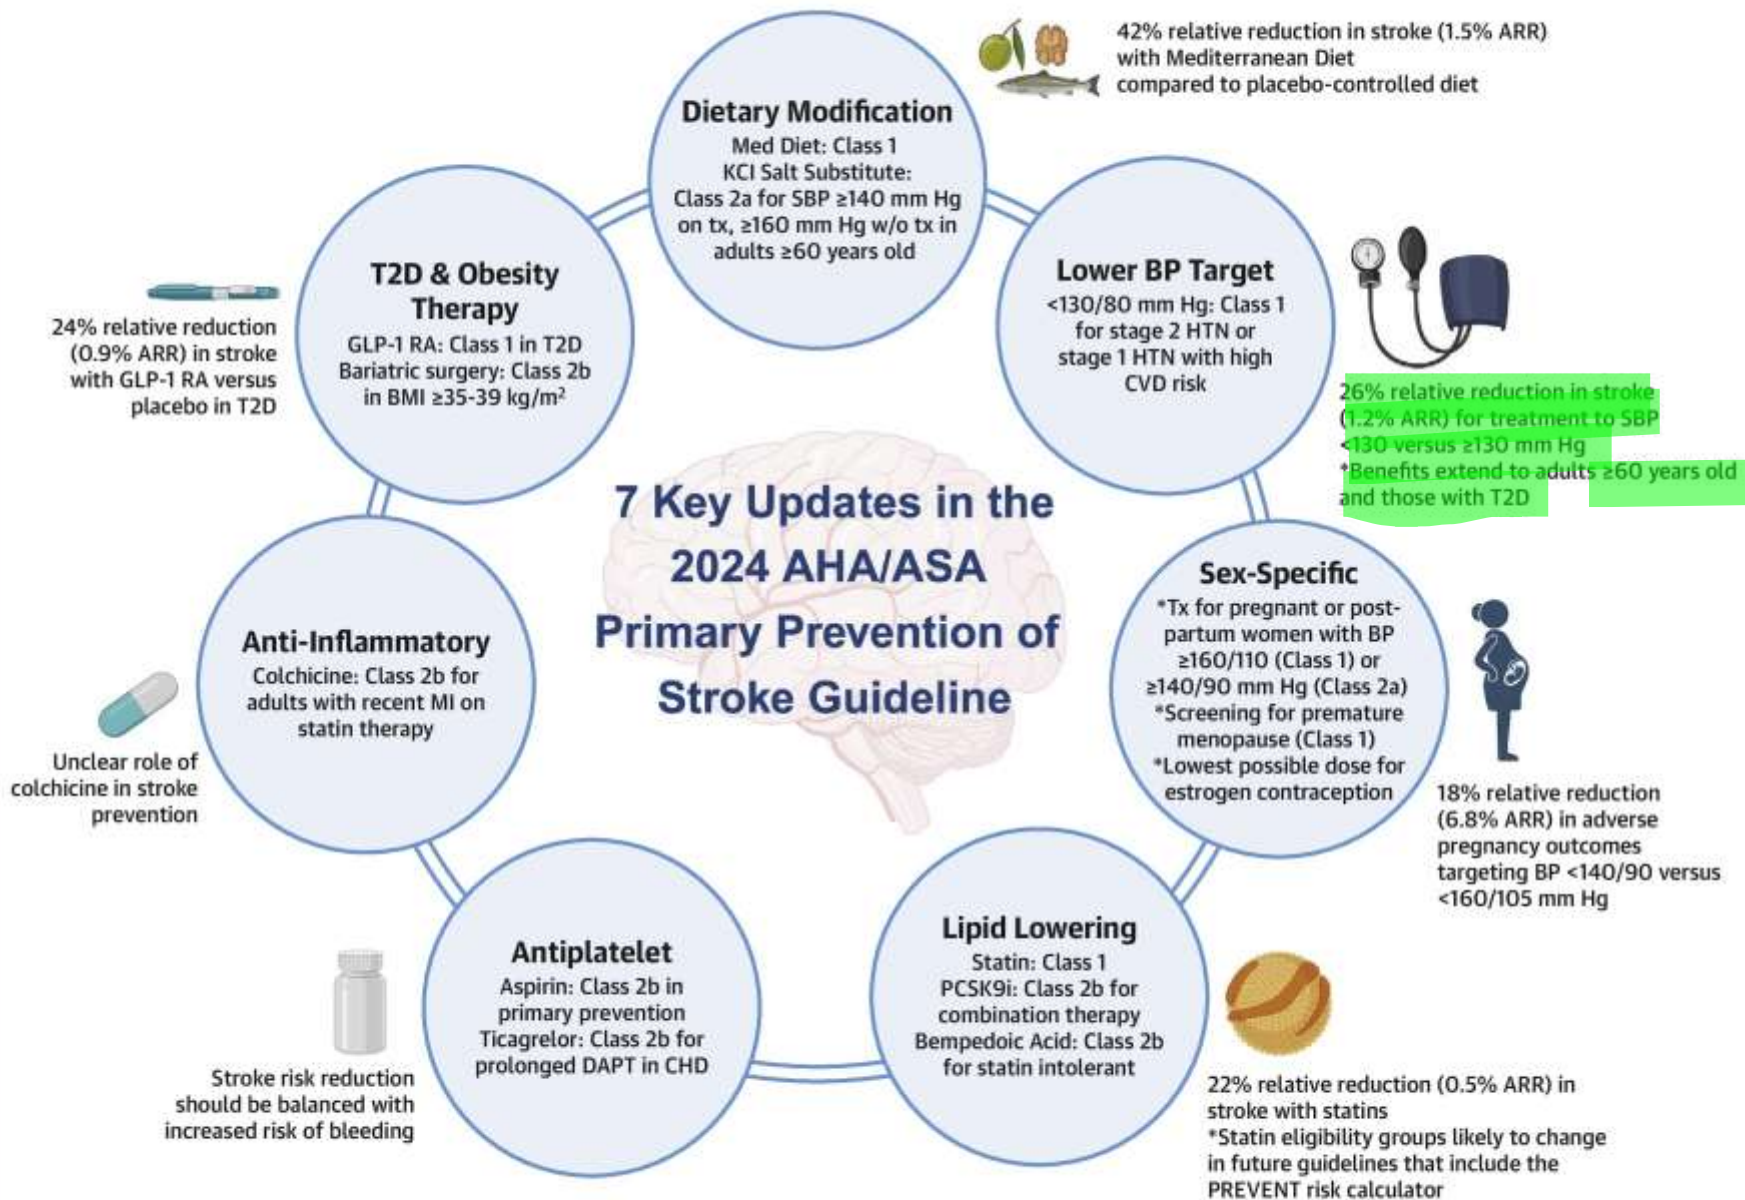 42% relative reduction in stroke (1.5% ARR)
with Mediterranean Diet
compared to placebo-controlled diet
Dietary Modification
Med Diet: Class 1
KCl Salt Substitute:
Class 2a for SBP ≥140 mm Hg
on tx, ≥160 mm Hg w/o tx in
adults ≥60 years old
Lower BP Target
<130/80 mm Hg: Class 1
for stage 2 HTN or
stage 1 HTN with high
CVD risk
26% relative reduction in stroke
(1.2% ARR) for treatment to SBP
<130 versus ≥130 mm Hg
*Benefits extend to adults ≥60 years old
and those with T2D
T2D & Obesity
Therapy
GLP-1 RA: Class 1 in T2D
Bariatric surgery: Class 2b
in BMI ≥35-39 kg/m²
24% relative reduction
(0.9% ARR) in stroke
with GLP-1 RA versus
placebo in T2D
7 Key Updates in the
2024 AHA/ASA
Primary Prevention of
Stroke Guideline
Sex-Specific
*Tx for pregnant or post-
partum women with BP
≥160/110 (Class 1) or
≥140/90 mm Hg (Class 2a)
*Screening for premature
menopause (Class 1)
*Lowest possible dose for
estrogen contraception
18% relative reduction
(6.8% ARR) in adverse
pregnancy outcomes
targeting BP <140/90 versus
<160/105 mm Hg
Anti-Inflammatory
Colchicine: Class 2b for
adults with recent MI on
statin therapy
Unclear role of
colchicine in stroke
prevention
Antiplatelet
Aspirin: Class 2b in
primary prevention
Ticagrelor: Class 2b for
prolonged DAPT in CHD
Stroke risk reduction
should be balanced with
increased risk of bleeding
Lipid Lowering
Statin: Class 1
PCSK9i: Class 2b for
combination therapy
Bempedoic Acid: Class 2b
for statin intolerant
22% relative reduction (0.5% ARR) in
stroke with statins
*Statin eligibility groups likely to change
in future guidelines that include the
PREVENT risk calculator